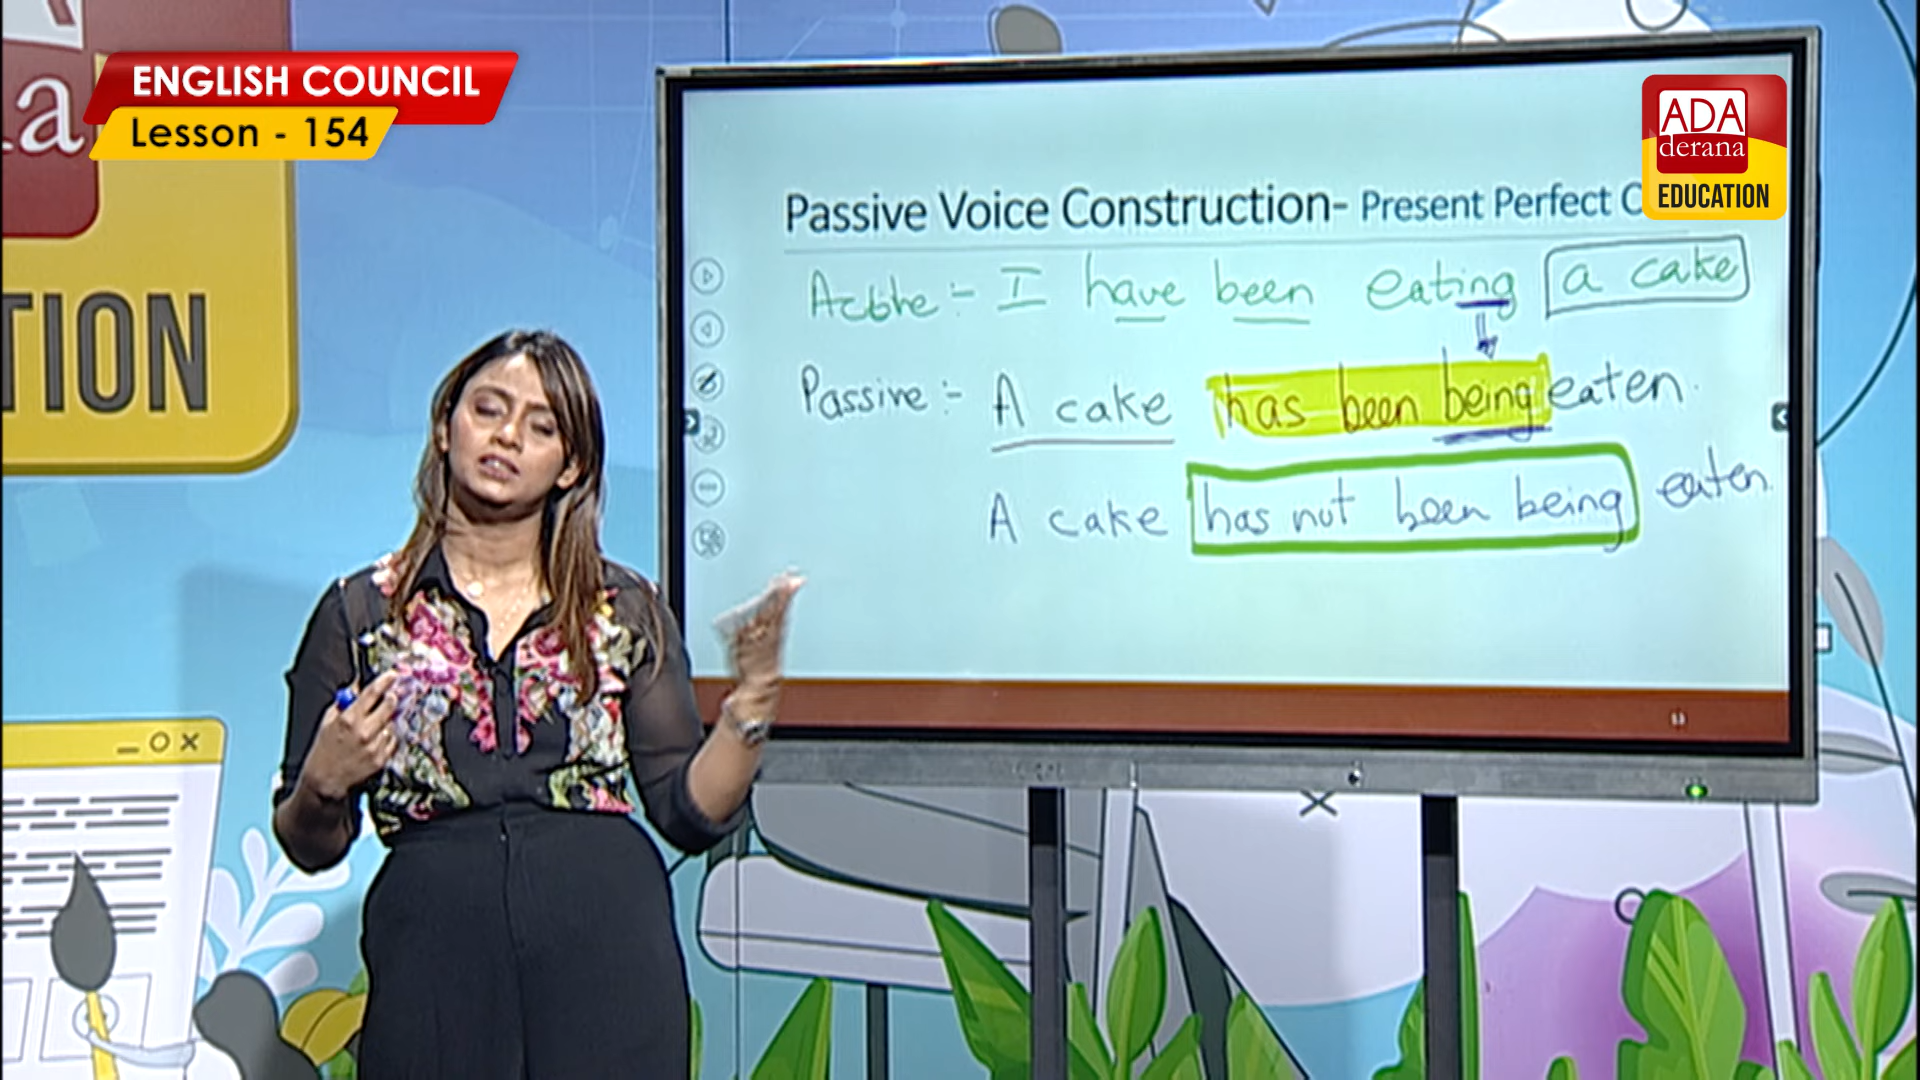 ENGLISH COUNCIL
Lesson - 154
ADA
derana
EDUCATION
a
TION
Passive Voice Construction- Present Perfect C
Active :- I have been eating a cake
Passive :- A cake has been being eaten.
A cake has not been being eaten.
13